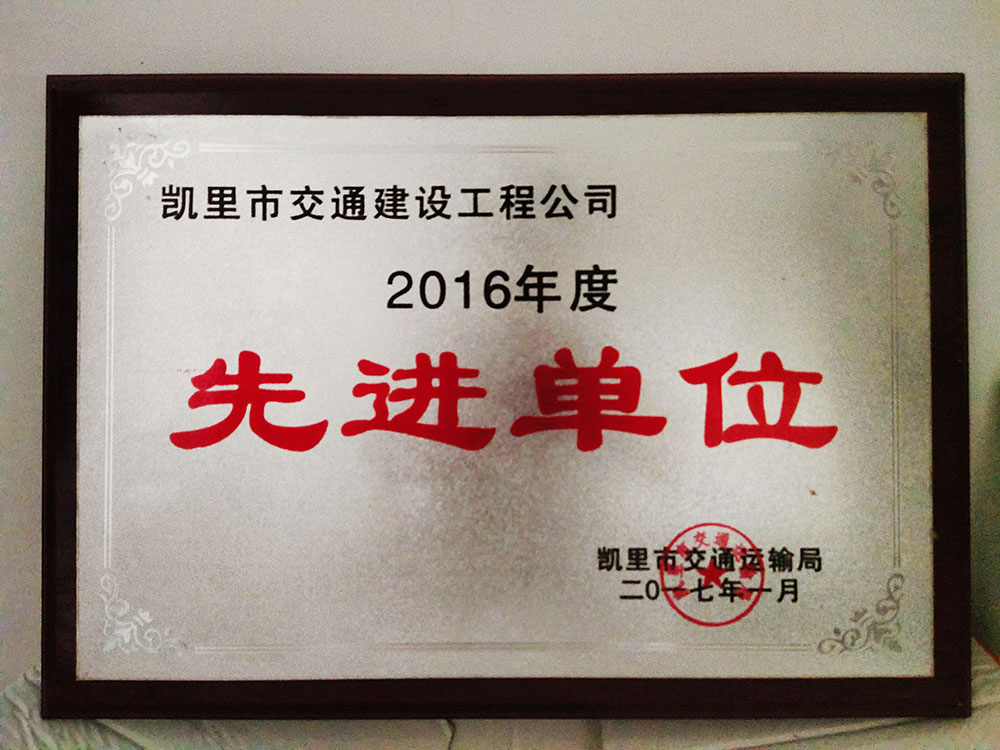 凯里市交通建设工程公司
2016年度
先进单位
凯里市交通运输局
二0一七年一月